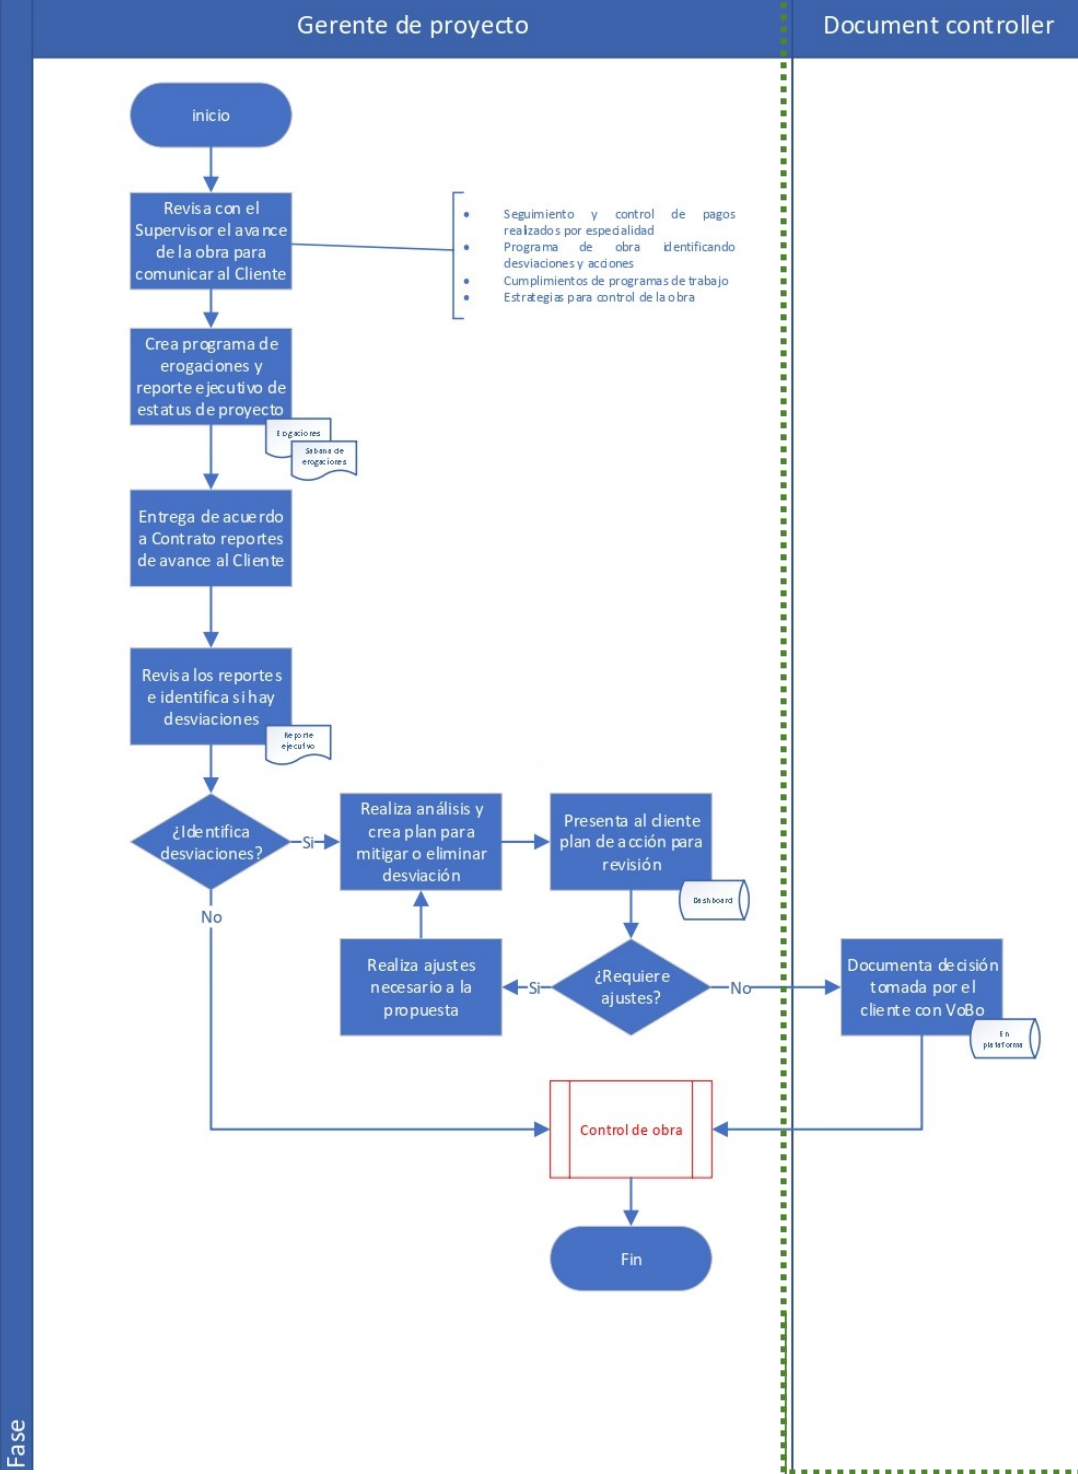 Gerente de proyecto
Document controller
inicio
Revisa con el
Supervisor el avance
de la obra para
comunicar al Cliente
• Seguimiento y control de pagos
realizados por especialidad
• Programa de obra identificando
desviaciones y acciones
• Cumplimientos de programas de trabajo
• Estrategias para control de la obra
Crea programa de
erogaciones y
reporte ejecutivo de
estatus de proyecto
Erogaciones
Sabana de
erogaciones
Entrega de acuerdo
a Contrato reportes
de avance al Cliente
Revisa los reportes
e identifica si hay
desviaciones
Reporte
ejecutivo
¿Identifica
desviaciones?
Si
Realiza análisis y
crea plan para
mitigar o eliminar
desviación
Presenta al cliente
plan de acción para
revisión
Dashboard
No
Realiza ajustes
necesario a la
propuesta
Si
¿Requiere
ajustes?
No
Documenta decisión
tomada por el
cliente con VoBo
En
plataforma
Control de obra
Fin
Fase